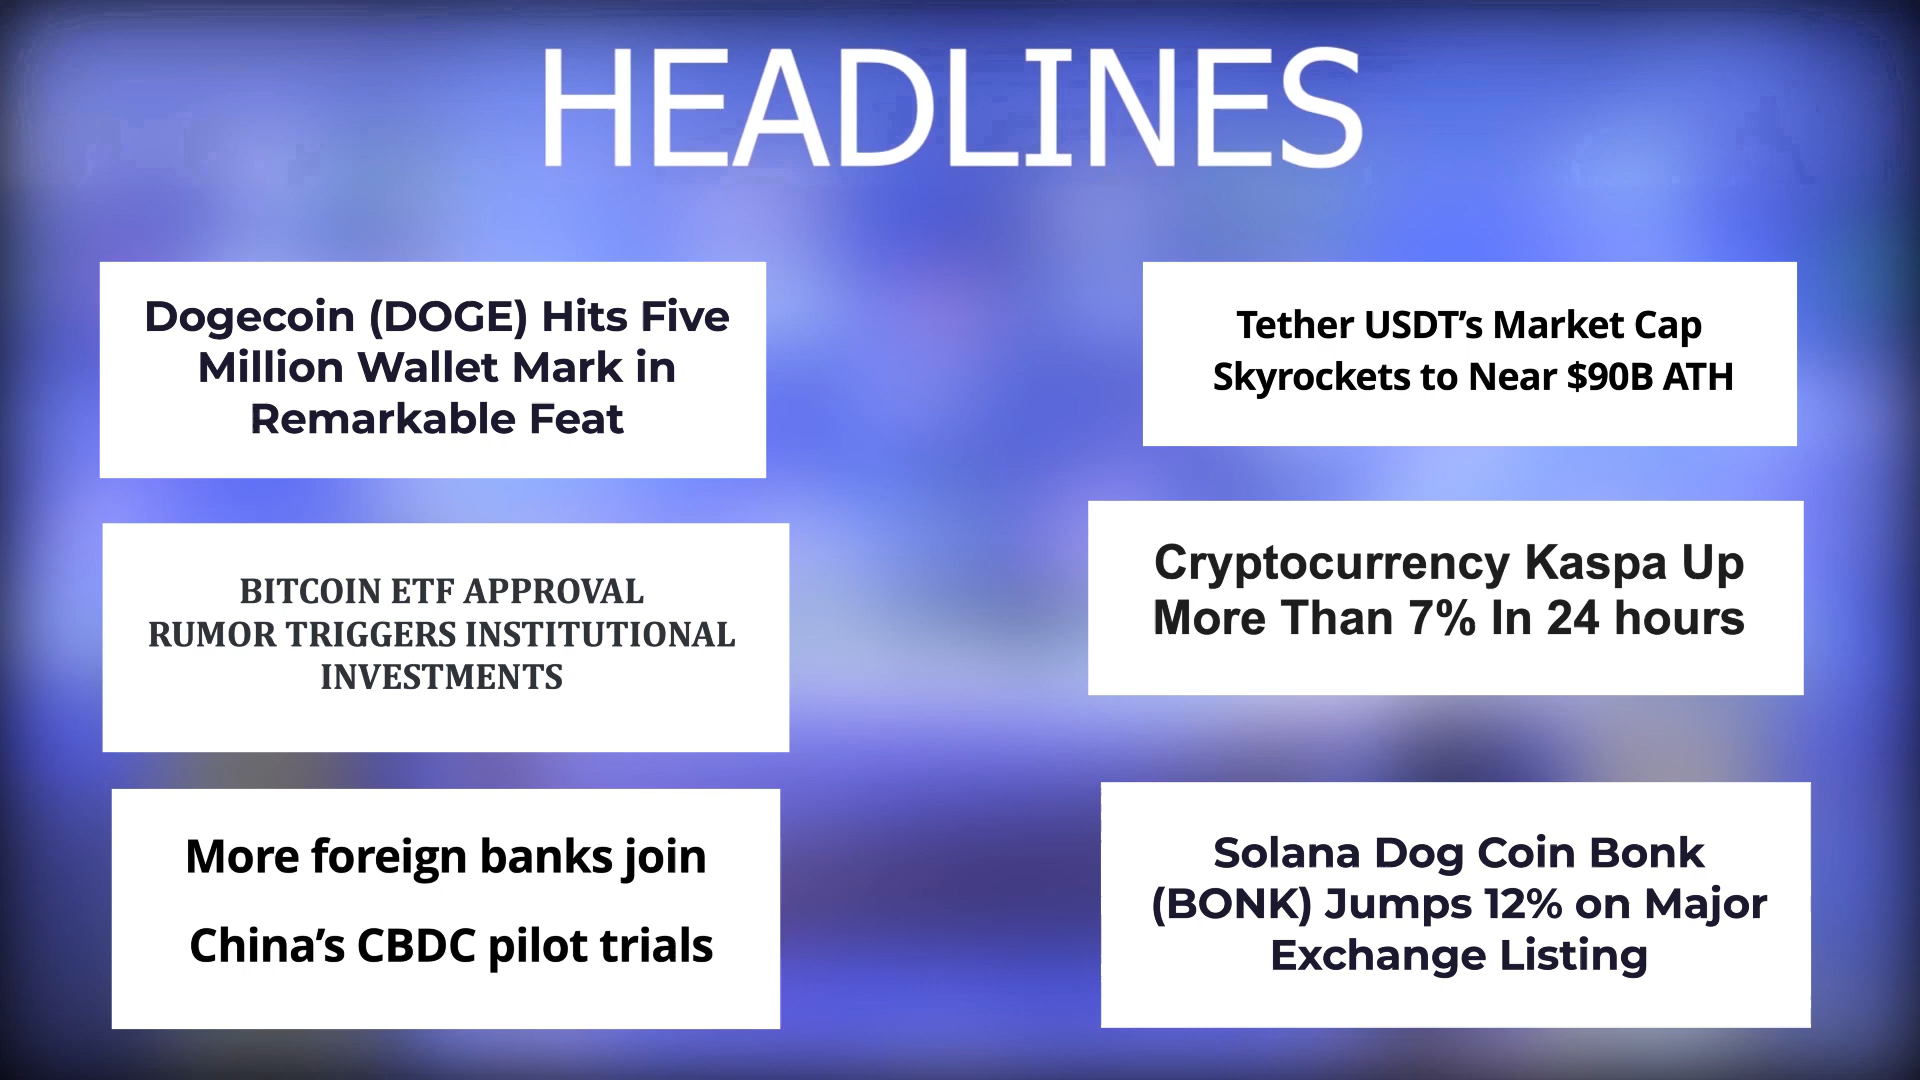 HEADLINES
Dogecoin (DOGE) Hits Five
Million Wallet Mark in
Remarkable Feat
BITCOIN ETF APPROVAL
RUMOR TRIGGERS INSTITUTIONAL
INVESTMENTS
More foreign banks join
China’s CBDC pilot trials
Tether USDT’s Market Cap
Skyrockets to Near $90B ATH
Cryptocurrency Kaspa Up
More Than 7% In 24 hours
Solana Dog Coin Bonk
(BONK) Jumps 12% on Major
Exchange Listing